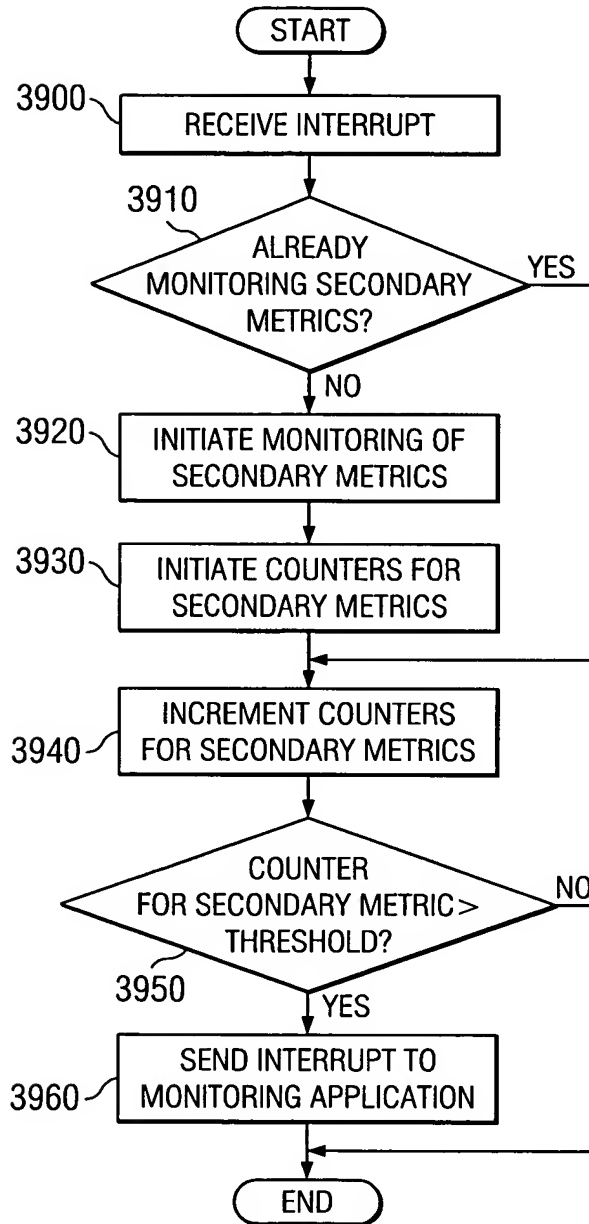 START
3900
RECEIVE INTERRUPT
3910
ALREADY
MONITORING SECONDARY
METRICS?
YES
NO
3920
INITIATE MONITORING OF
SECONDARY METRICS
3930
INITIATE COUNTERS FOR
SECONDARY METRICS
3940
INCREMENT COUNTERS
FOR SECONDARY METRICS
COUNTER
FOR SECONDARY METRIC >
THRESHOLD?
NO
3950
YES
3960
SEND INTERRUPT TO
MONITORING APPLICATION
END